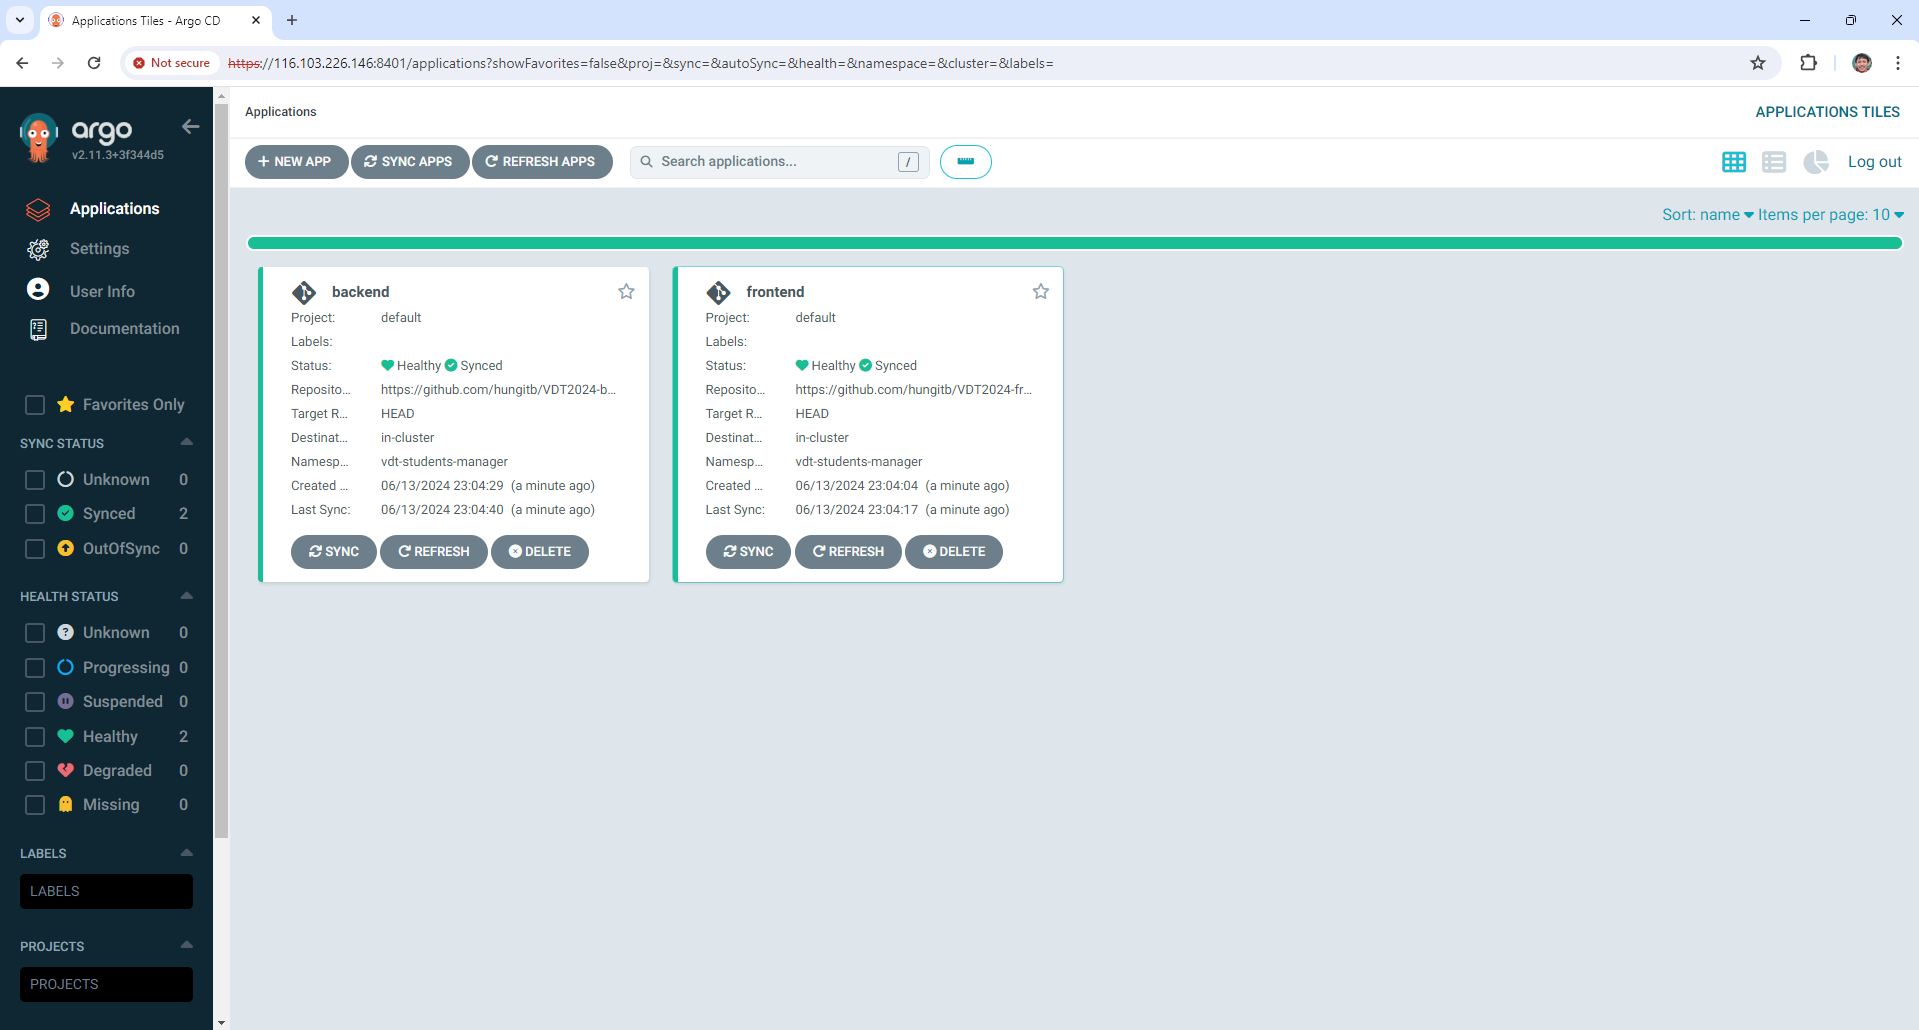 Applications Tiles - Argo CD
Not secure
https://116.103.226.146:8401/applications?showFavorites=false&proj=&sync=&autoSync=&health=&namespace=&cluster=&labels=
argo
v2.11.3+3f344d5
Applications
Settings
User Info
Documentation
Favorites Only
SYNC STATUS
Unknown 0
Synced 2
OutOfSync 0
HEALTH STATUS
Unknown 0
Progressing 0
Suspended 0
Healthy 2
Degraded 0
Missing 0
LABELS
LABELS
PROJECTS
PROJECTS
Applications
APPLICATIONS TILES
NEW APP SYNC APPS REFRESH APPS Search applications... / Log out
Sort: name Items per page: 10
backend
Project: default
Labels:
Status: Healthy Synced
Reposito... https://github.com/hungitb/VDT2024-b...
Target R... HEAD
Destinat... in-cluster
Namesp... vdt-students-manager
Created ... 06/13/2024 23:04:29 (a minute ago)
Last Sync: 06/13/2024 23:04:40 (a minute ago)
SYNC REFRESH DELETE
frontend
Project: default
Labels:
Status: Healthy Synced
Reposito... https://github.com/hungitb/VDT2024-fr...
Target R... HEAD
Destinat... in-cluster
Namesp... vdt-students-manager
Created ... 06/13/2024 23:04:04 (a minute ago)
Last Sync: 06/13/2024 23:04:17 (a minute ago)
SYNC REFRESH DELETE